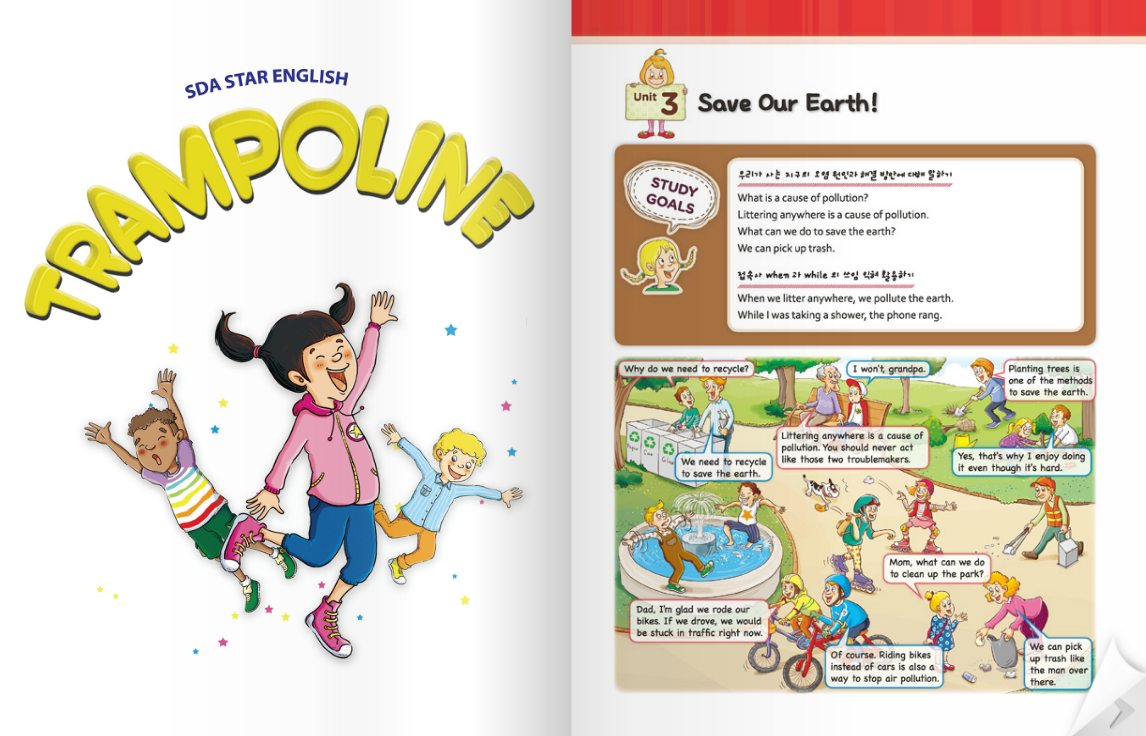 SDA STAR ENGLISH
TRAMPOLINE
Unit 3
Save Our Earth!
STUDY
GOALS
우리가 사는 지구의 오염 원인과 해결 방안에 대해 말하기
What is a cause of pollution?
Littering anywhere is a cause of pollution.
What can we do to save the earth?
We can pick up trash.
접속사 when 과 while 의 쓰임 익혀 활용하기
When we litter anywhere, we pollute the earth.
While I was taking a shower, the phone rang.
Why do we need to recycle?
We need to recycle
to save the earth.
I won't, grandpa.
Littering anywhere is a cause of
pollution. You should never act
like those two troublemakers.
Planting trees is
one of the methods
to save the earth.
Yes, that's why I enjoy doing
it even though it's hard.
Can
Mom, what can we do
to clean up the park?
Dad, I'm glad we rode our
bikes. If we drove, we would
be stuck in traffic right now.
Of course. Riding bikes
instead of cars is also a
way to stop air pollution.
We can pick
up trash like
the man over
there.